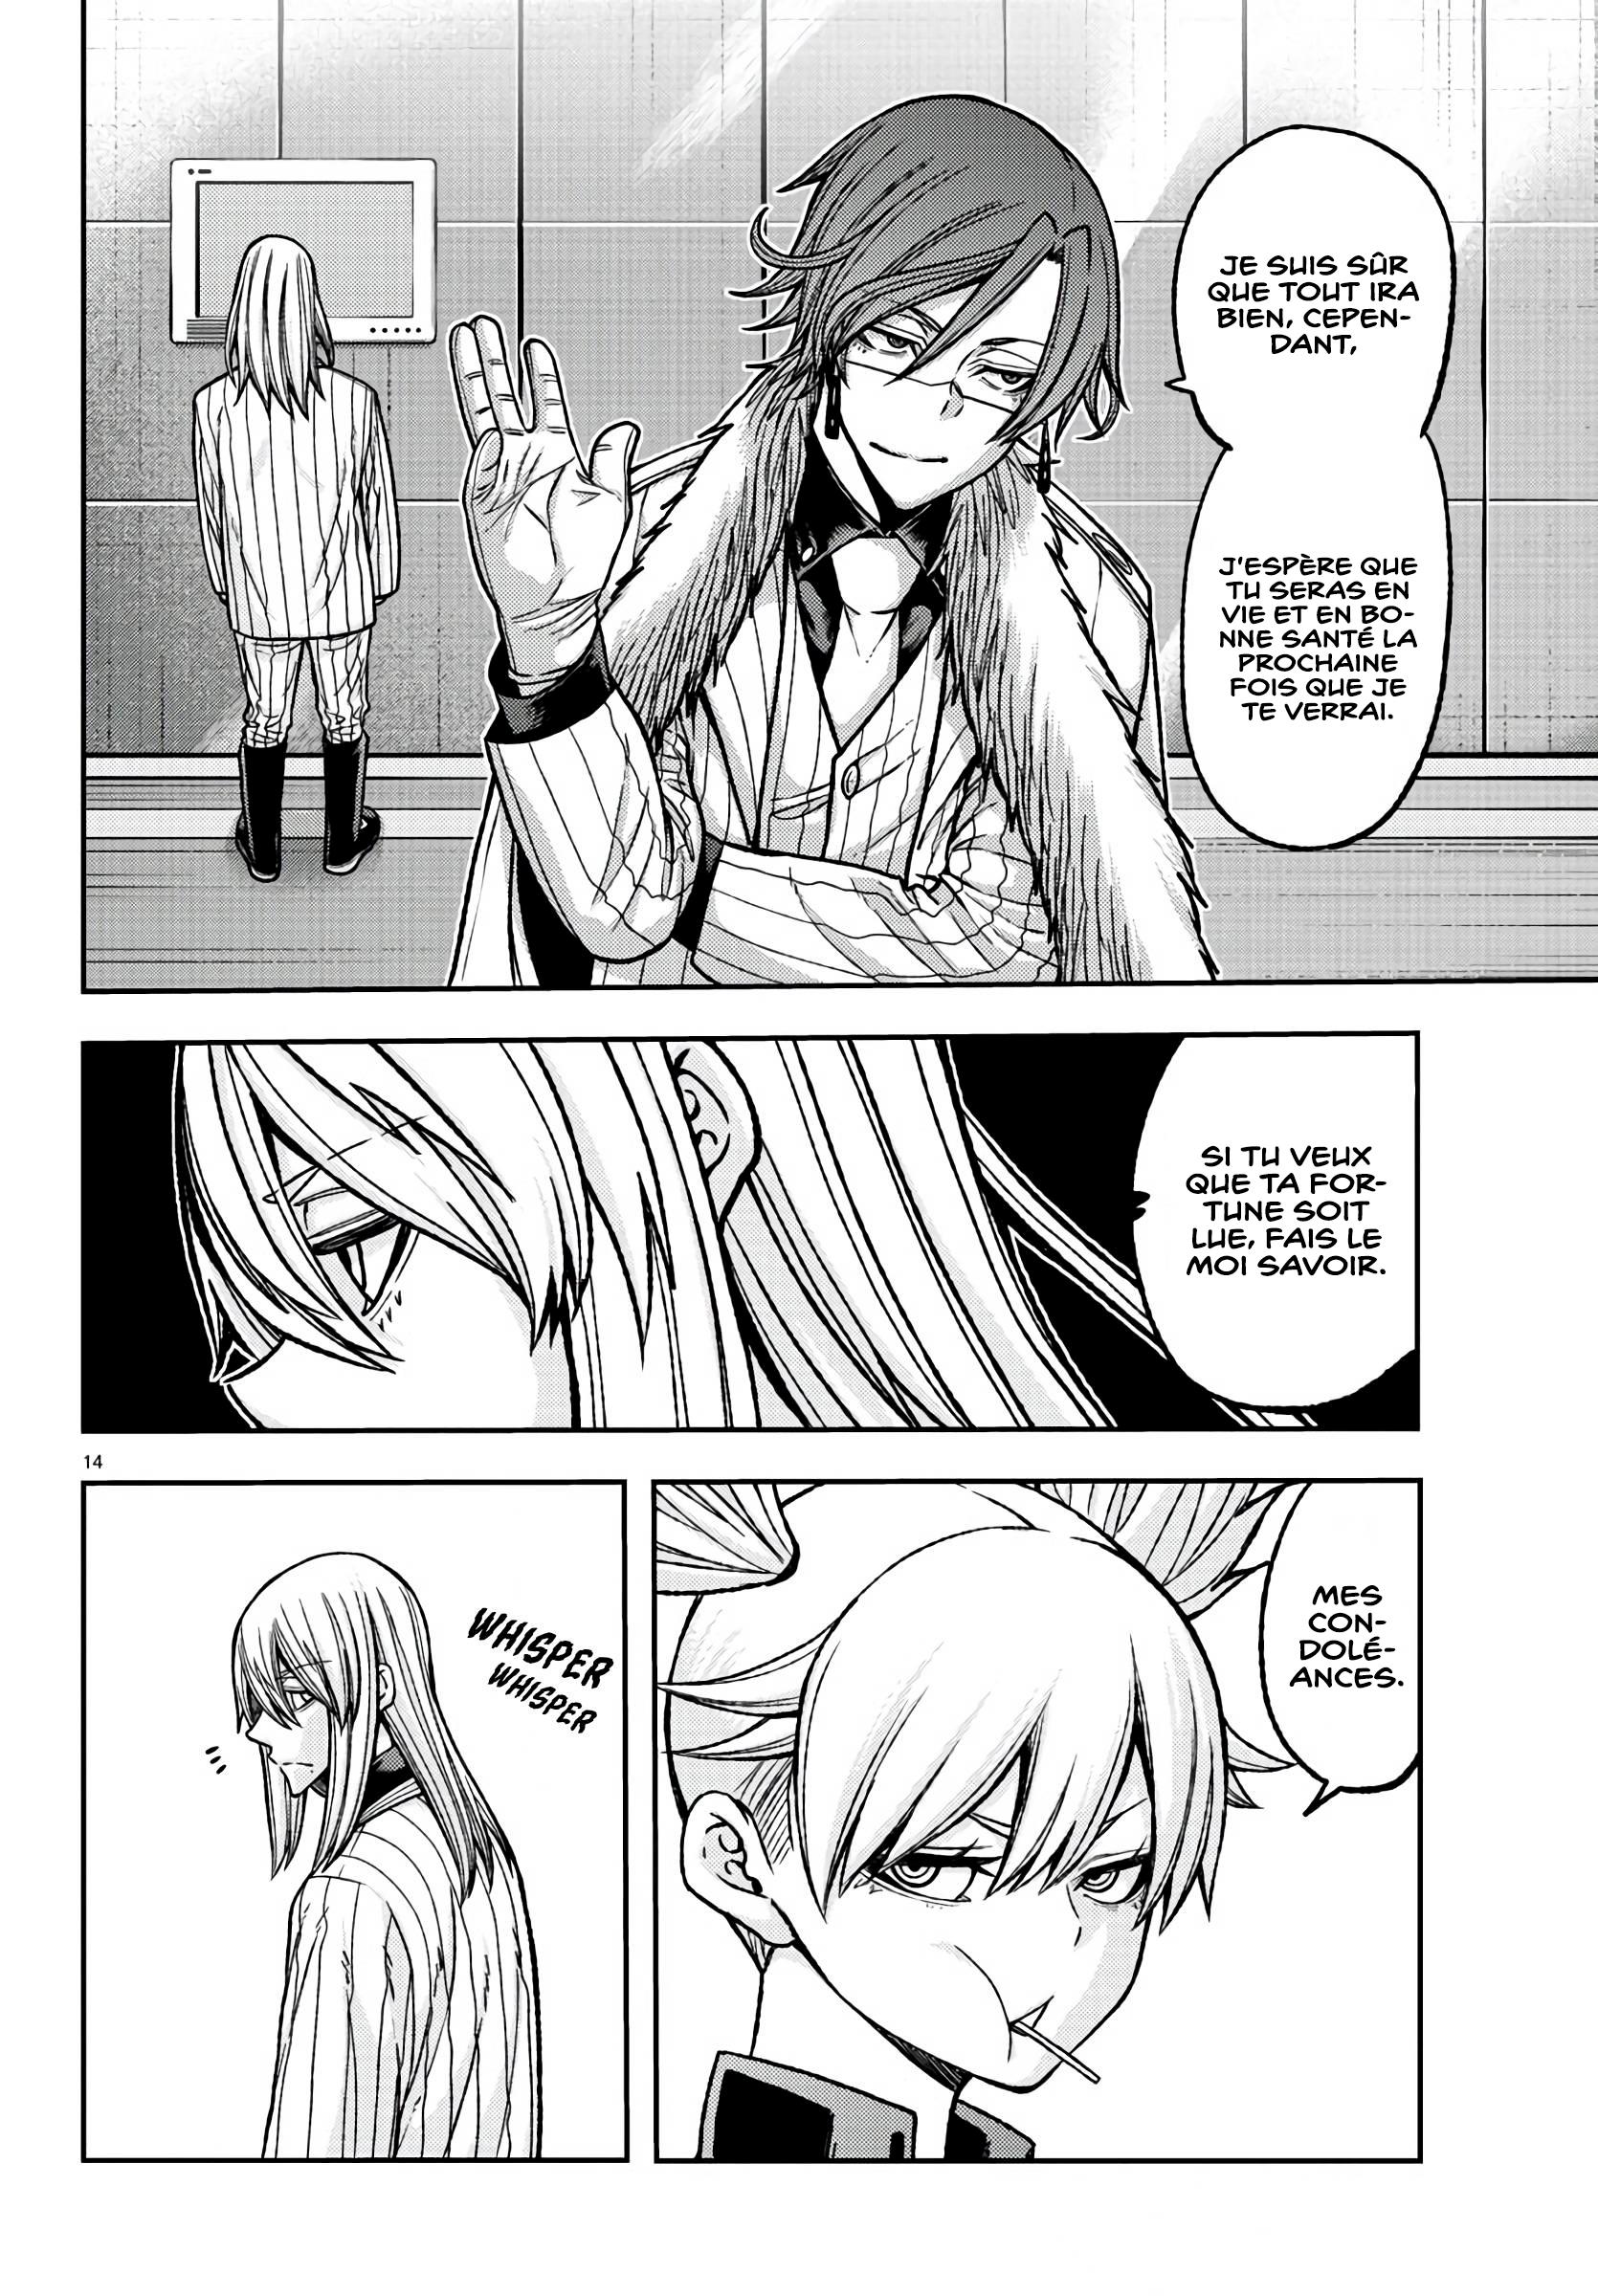 JE SUIS SÛR
QUE TOUT IRA
BIEN, CEPEN-
DANT,
J'ESPÈRE QUE
TU SERAS EN
VIE ET EN BO-
NNE SANTÉ LA
PROCHAINE
FOIS QUE JE
TE VERRAI.
SI TU VEUX
QUE TA FOR-
TUNE SOIT
LUE, FAIS LE
MOI SAVOIR.
14
MES
CON-
DOLÉ-
ANCES.
WHISPER
WHISPER